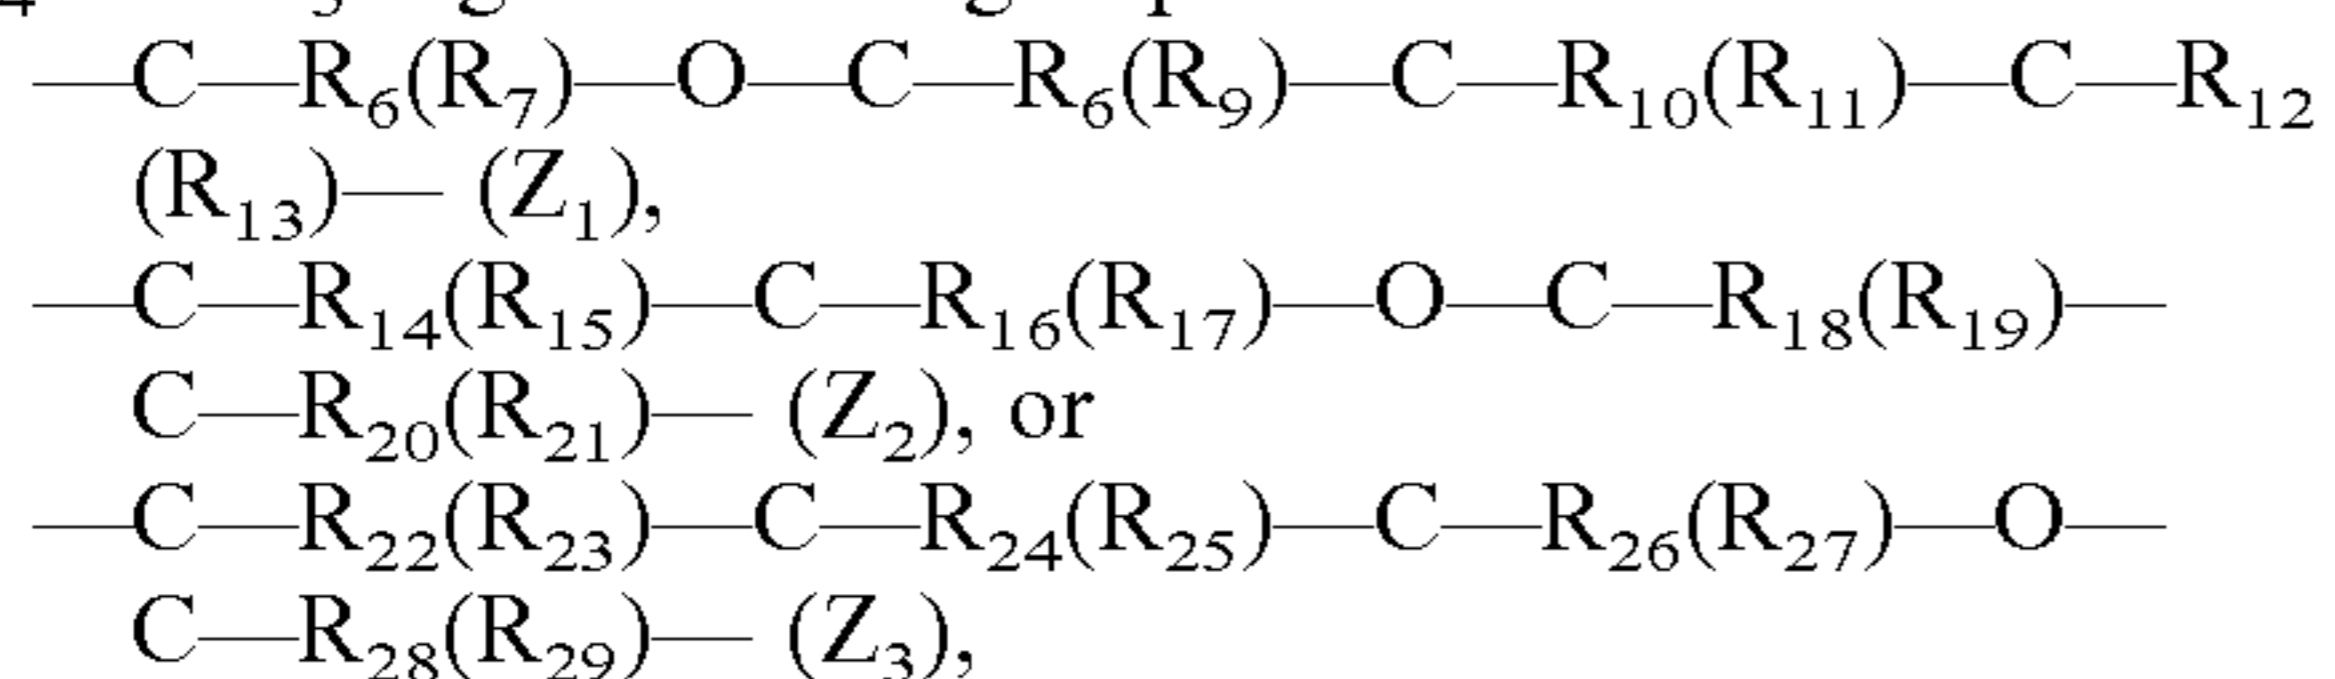 —C—R₆(R₇)—O—C—R₆(R₉)—C—R₁₀(R₁₁)—C—R₁₂
(R₁₃)— (Z₁),
—C—R₁₄(R₁₅)—C—R₁₆(R₁₇)—O—C—R₁₈(R₁₉)—
C—R₂₀(R₂₁)— (Z₂), or
—C—R₂₂(R₂₃)—C—R₂₄(R₂₅)—C—R₂₆(R₂₇)—O—
C—R₂₈(R₂₉)— (Z₃),